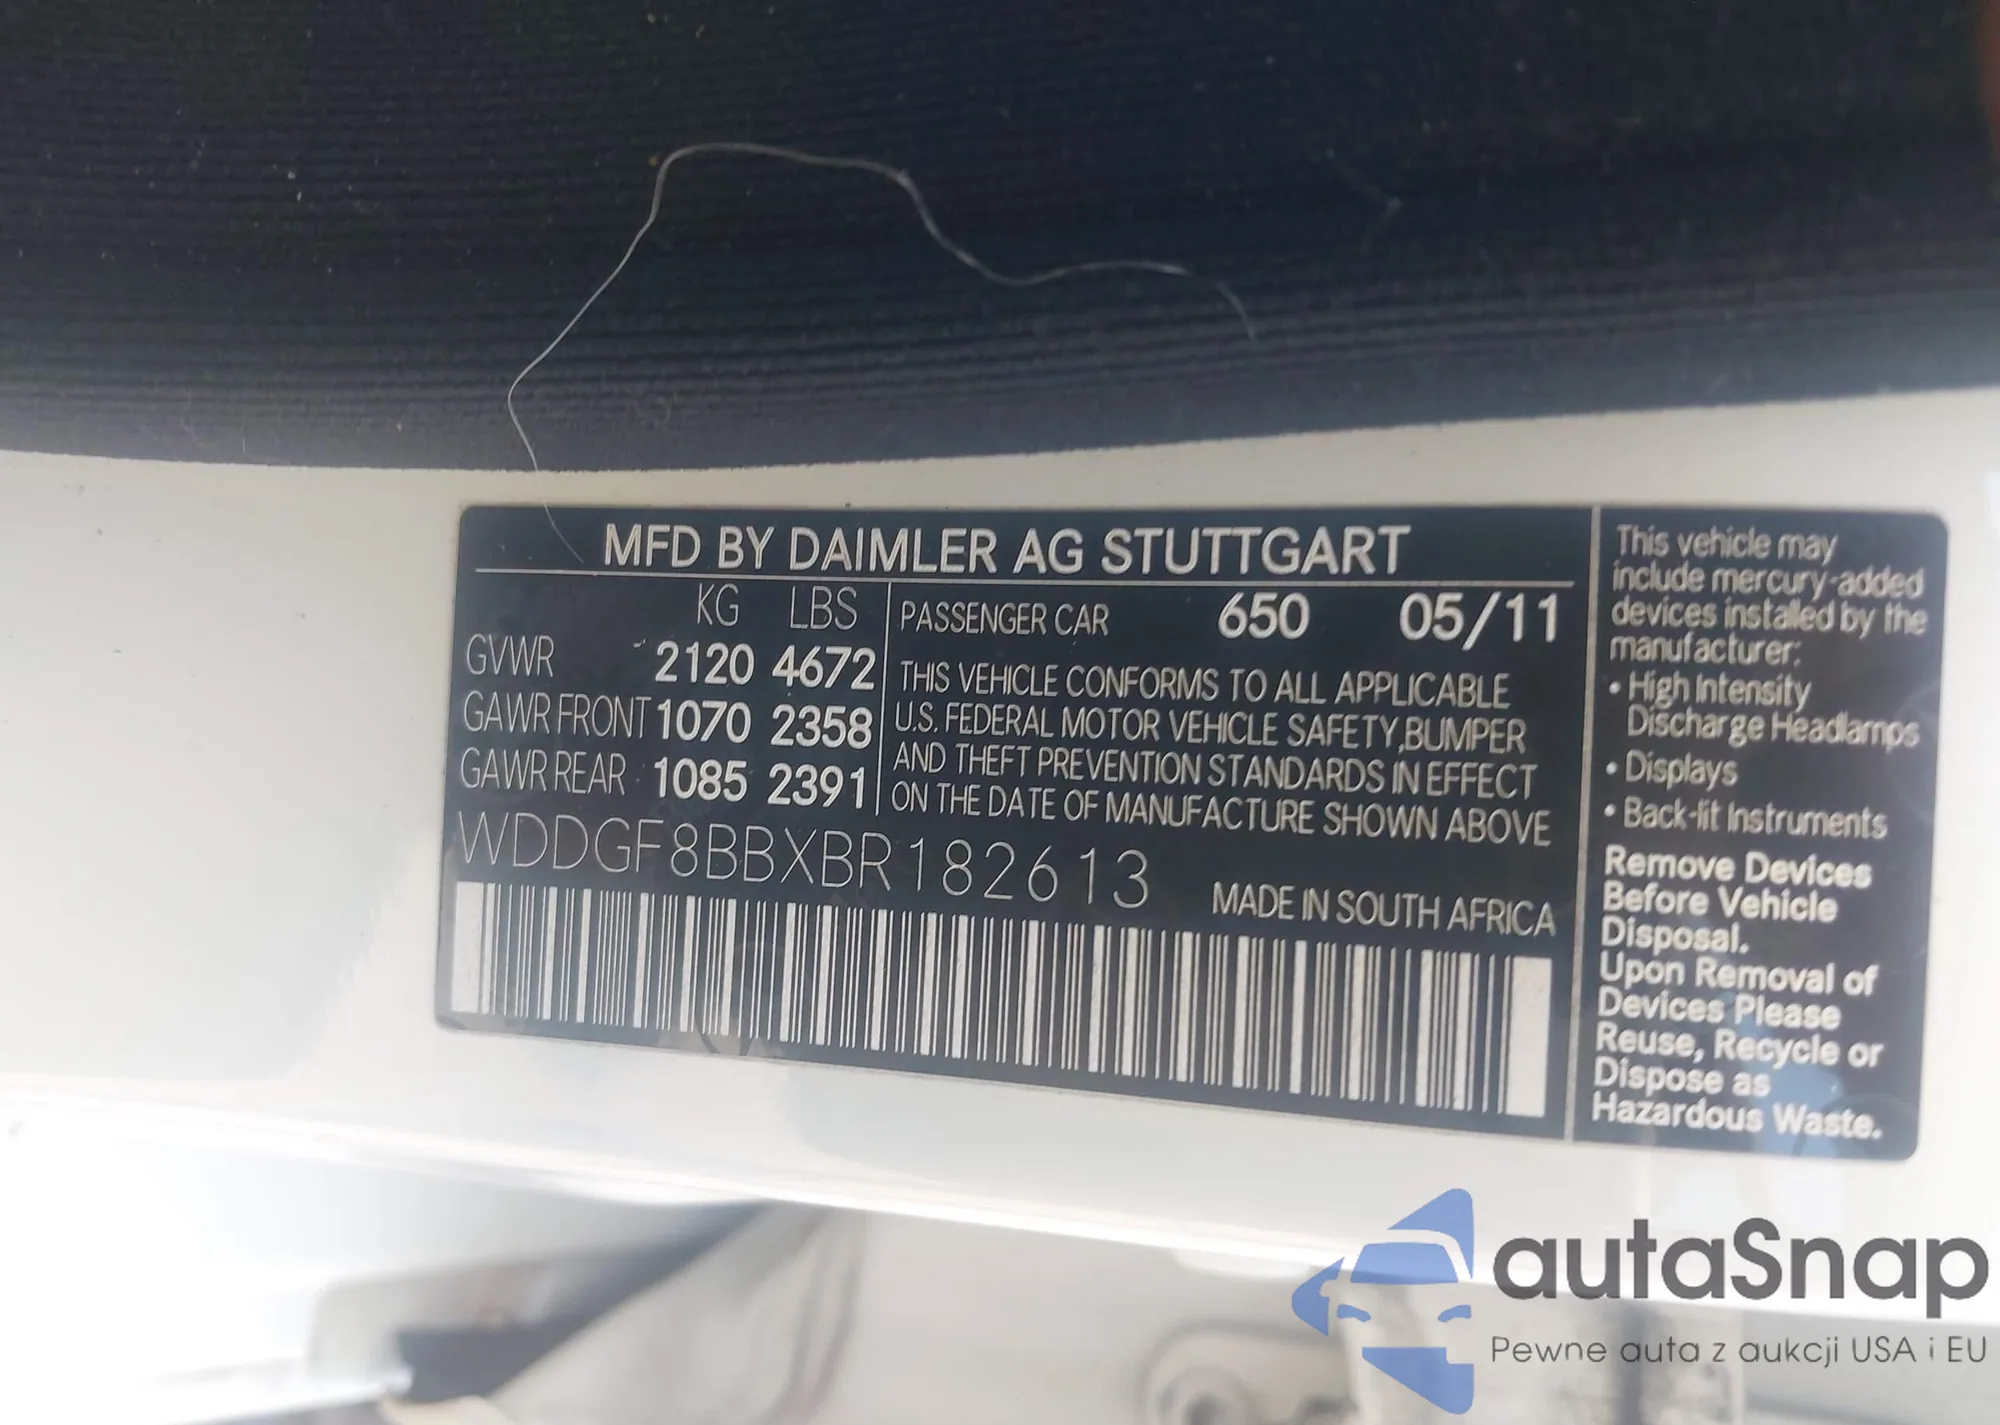 MFD BY DAIMLER AG STUTTGART
KG LBS
GVWR 2120 4672
GAWR FRONT 1070 2358
GAWR REAR 1085 2391
PASSENGER CAR 650 05/11
THIS VEHICLE CONFORMS TO ALL APPLICABLE
U.S. FEDERAL MOTOR VEHICLE SAFETY,BUMPER
AND THEFT PREVENTION STANDARDS IN EFFECT
ON THE DATE OF MANUFACTURE SHOWN ABOVE
WDDGF8BBXBR182613
MADE IN SOUTH AFRICA
This vehicle may
include mercury-added
devices installed by the
manufacturer:
• High Intensity
Discharge Headlamps
• Displays
• Back-lit Instruments
Remove Devices
Before Vehicle
Disposal.
Upon Removal of
Devices Please
Reuse, Recycle or
Dispose as
Hazardous Waste.
autaSnap
Pewne auta z aukcji USA i EU